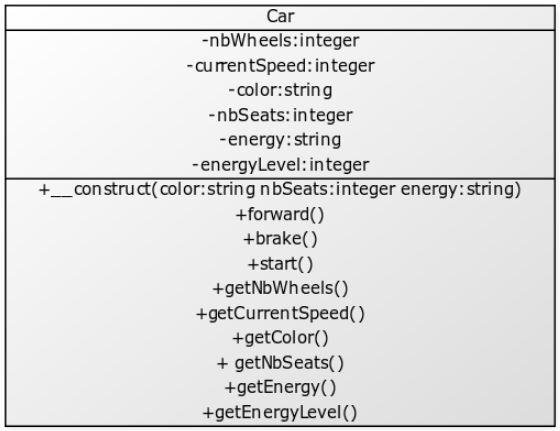 Car
-nbWheels:integer
-currentSpeed:integer
-color:string
-nbSeats:integer
-energy:string
-energyLevel:integer
+__construct(color:string nbSeats:integer energy:string)
+forward()
+brake()
+start()
+getNbWheels()
+getCurrentSpeed()
+getColor()
+ getNbSeats()
+getEnergy()
+getEnergyLevel()